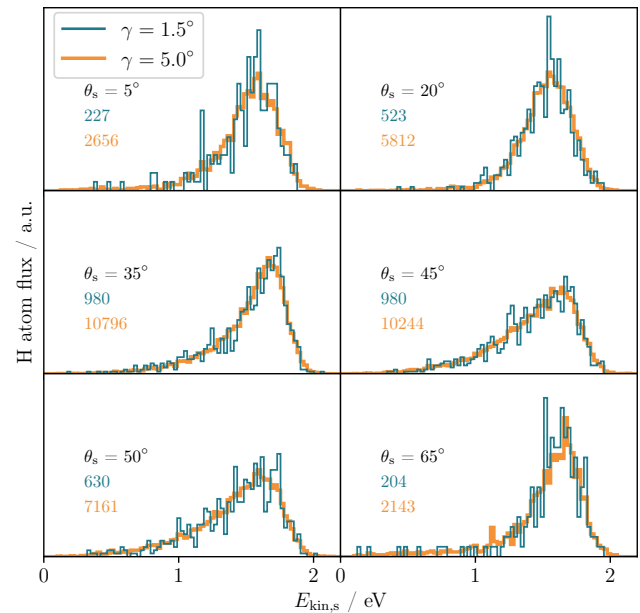 γ = 1.5°
γ = 5.0°
θs = 5°
227
2656
θs = 20°
523
5812
θs = 35°
980
10796
θs = 45°
980
10244
θs = 50°
630
7161
θs = 65°
204
2143
H atom flux / a.u.
0 1 2 0 1 2
Ekin,s / eV